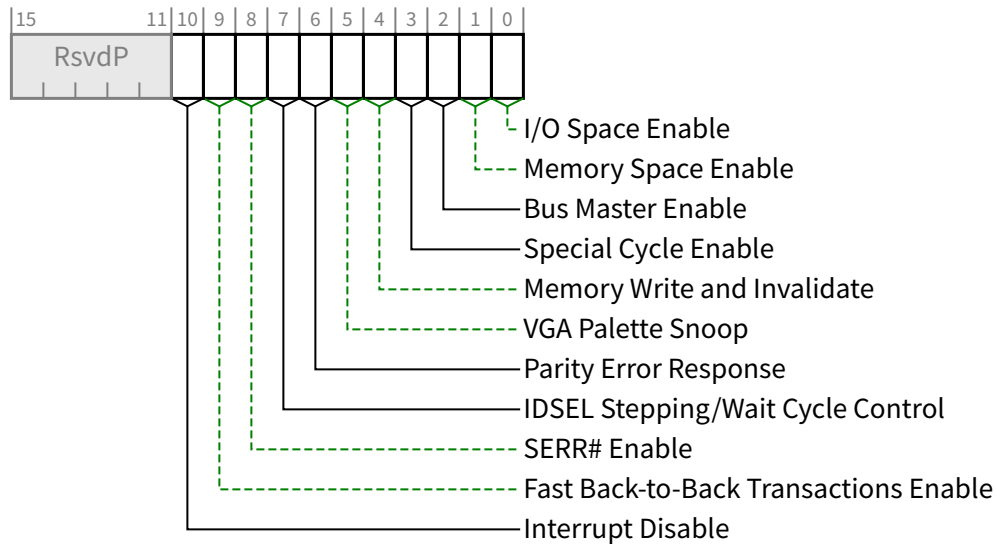 15 11 10 9 8 7 6 5 4 3 2 1 0
RsvdP
I/O Space Enable
Memory Space Enable
Bus Master Enable
Special Cycle Enable
Memory Write and Invalidate
VGA Palette Snoop
Parity Error Response
IDSEL Stepping/Wait Cycle Control
SERR# Enable
Fast Back-to-Back Transactions Enable
Interrupt Disable